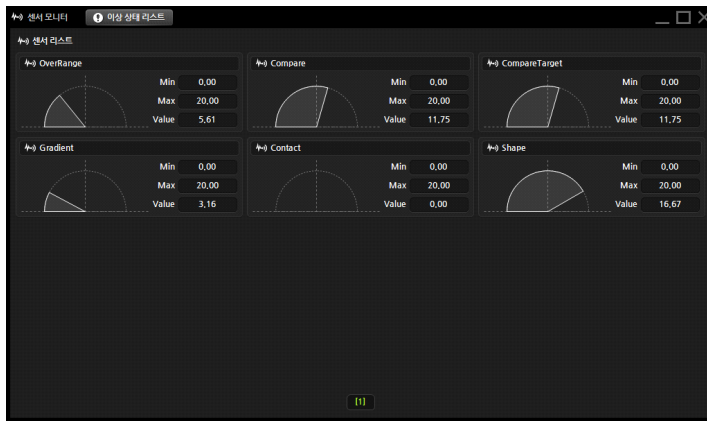 센서 모니터 이상 상태 리스트
센서 리스트
OverRange
Min 0,00
Max 20,00
Value 5,61
Compare
Min 0,00
Max 20,00
Value 11,75
CompareTarget
Min 0,00
Max 20,00
Value 11,75
Gradient
Min 0,00
Max 20,00
Value 3,16
Contact
Min 0,00
Max 20,00
Value 0,00
Shape
Min 0,00
Max 20,00
Value 16,67
[1]